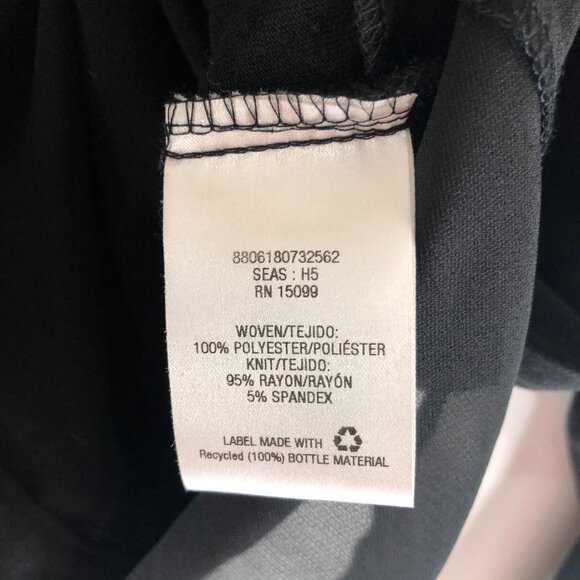 8806180732562
SEAS : H5
RN 15099
WOVEN/TEJIDO:
100% POLYESTER/POLIÉSTER
KNIT/TEJIDO:
95% RAYON/RAYÓN
5% SPANDEX
LABEL MADE WITH
Recycled (100%) BOTTLE MATERIAL